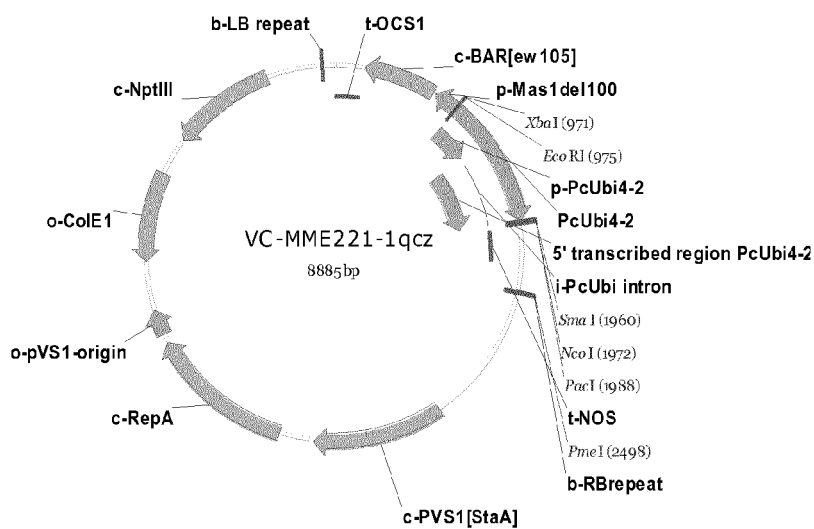 b-LB repeat
t-OCS1
c-BAR[ew105]
c-NptIII
p-Mas1del100
XbaI (971)
EcoRI (975)
p-PcUbi4-2
PcUbi4-2
o-ColE1
VC-MME221-1qcz
8885bp
5' transcribed region PcUbi4-2
i-PcUbi intron
SmaI (1960)
o-pVS1-origin
NcoI (1972)
PacI (1988)
c-RepA
t-NOS
PmeI (2498)
b-RBrepeat
c-PVS1[StaA]